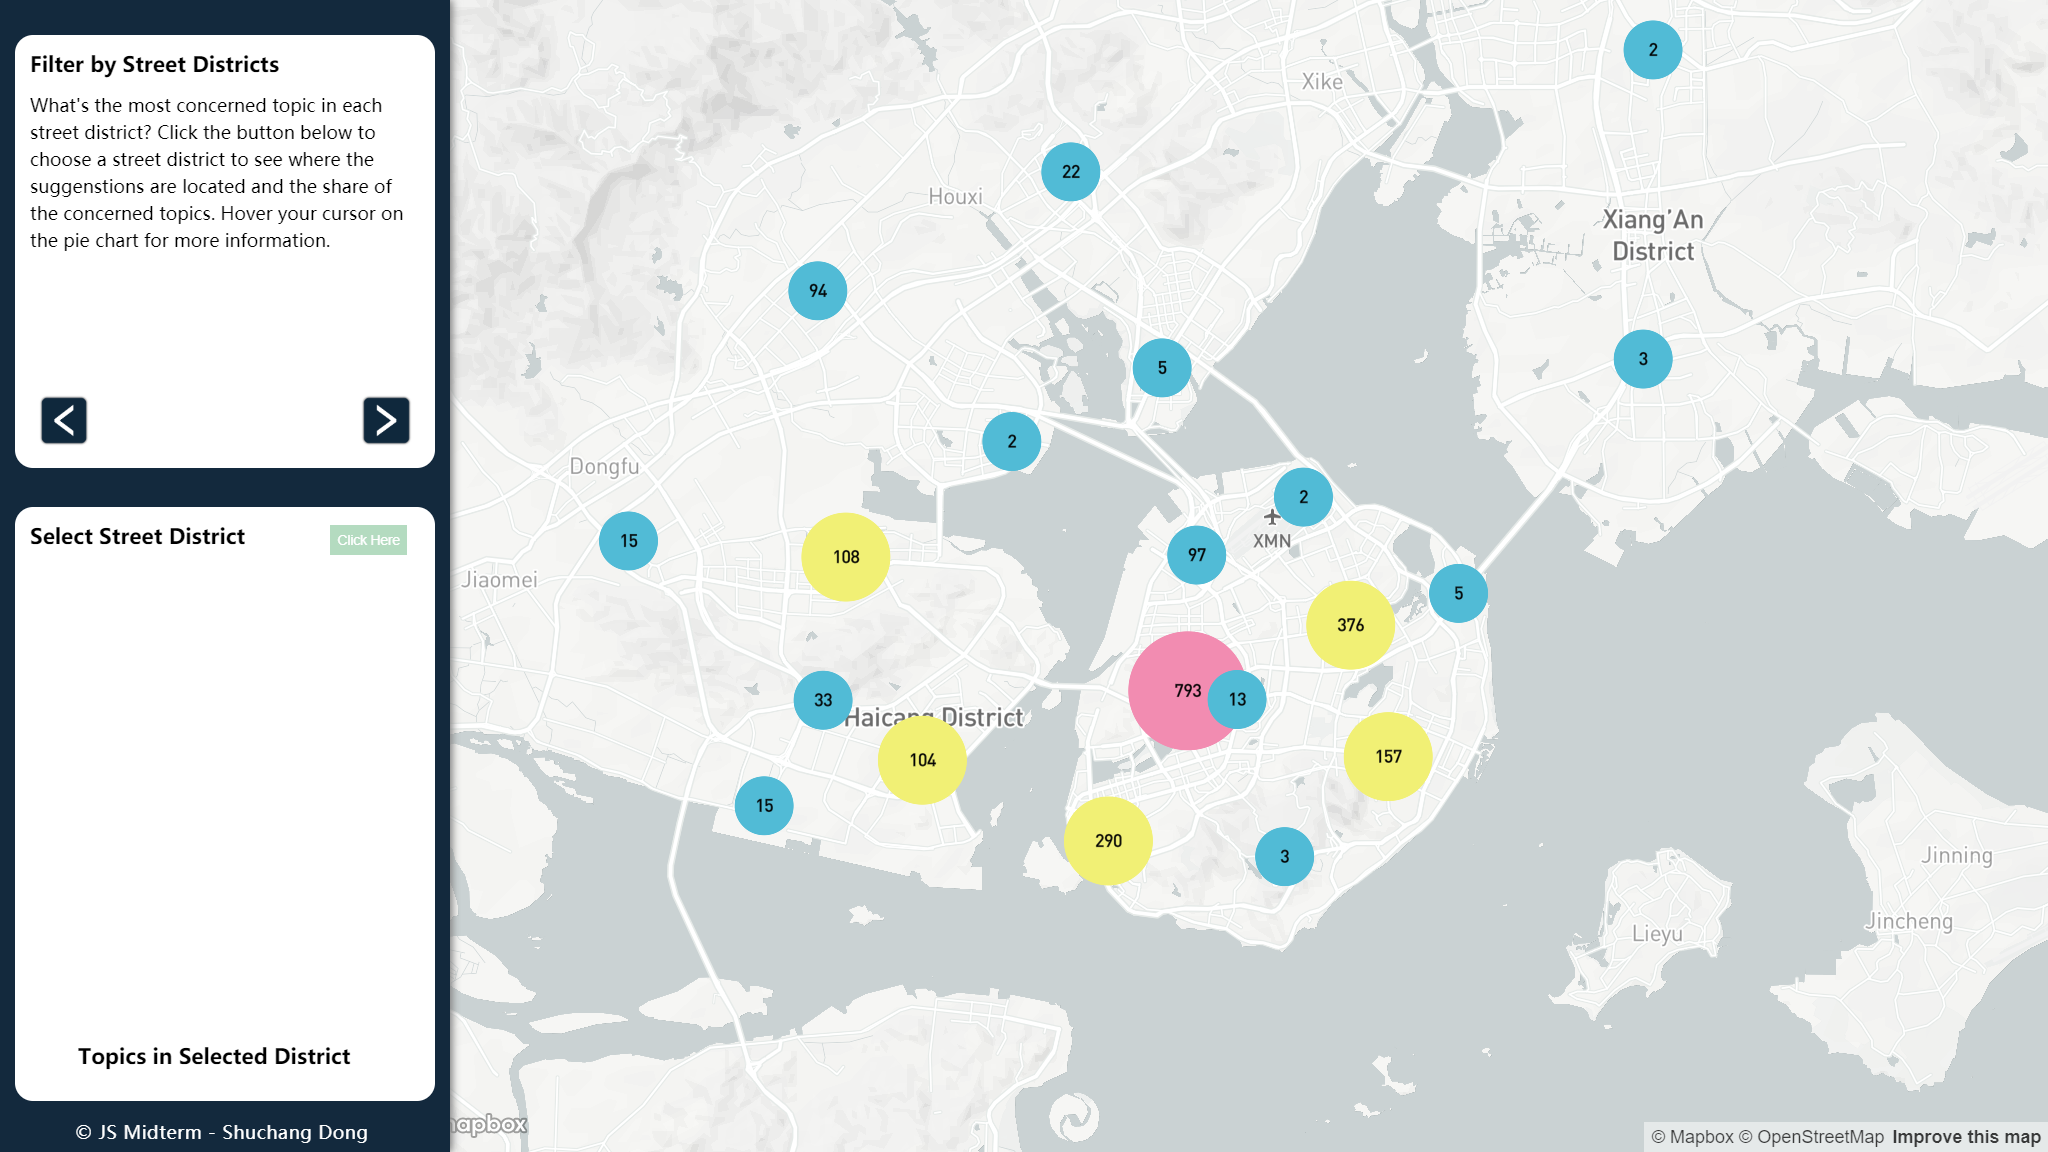 Filter by Street Districts
What's the most concerned topic in each
street district? Click the button below to
choose a street district to see where the
suggenstions are located and the share of
the concerned topics. Hover your cursor on
the pie chart for more information.
<
>
Select Street District
Click Here
Topics in Selected District
© JS Midterm - Shuchang Dong
2
Xike
22
Houxi
Xiang'An
District
94
3
5
2
Dongfu
2
15
108
97
XMN
Jiaomei
5
376
793
13
33
Haicang District
104
157
15
290
3
Jinning
Jincheng
Lieyu
mapbox
© Mapbox © OpenStreetMap Improve this map